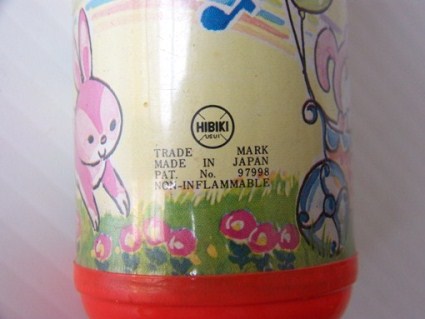 HIBIKI
TRADE MARK
MADE IN JAPAN
PAT. No. 97998
NON-INFLAMMABLE